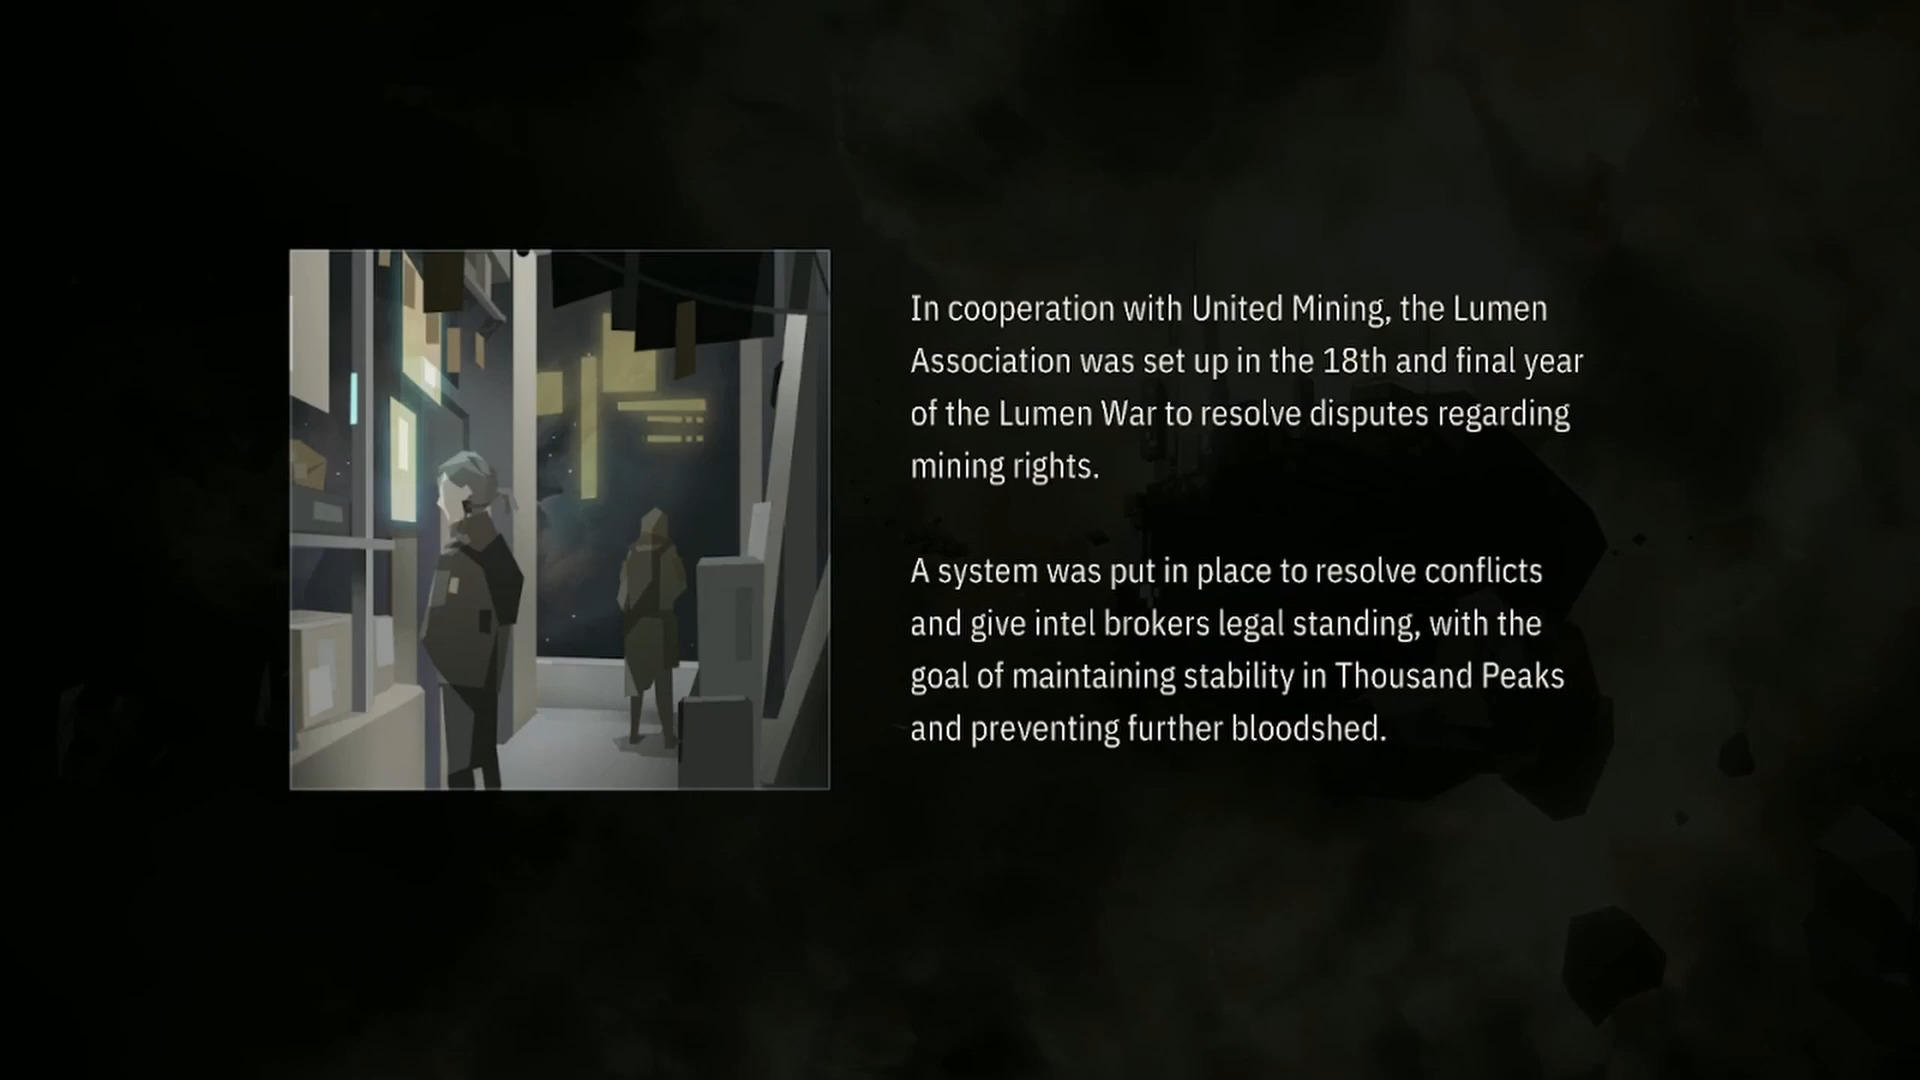 In cooperation with United Mining, the Lumen
Association was set up in the 18th and final year
of the Lumen War to resolve disputes regarding
mining rights.
A system was put in place to resolve conflicts
and give intel brokers legal standing, with the
goal of maintaining stability in Thousand Peaks
and preventing further bloodshed.